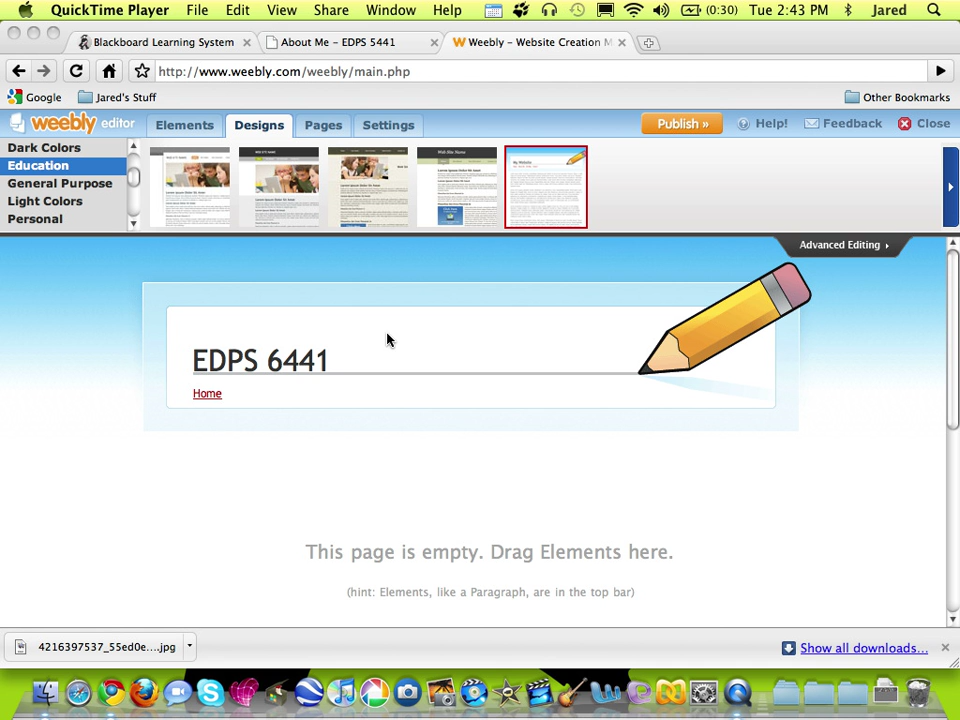 QuickTime Player File Edit View Share Window Help (0:30) Tue 2:43 PM Jared
Blackboard Learning System About Me – EDPS 5441 Weebly – Website Creation M
http://www.weebly.com/weebly/main.php
Google Jared's Stuff Other Bookmarks
weebly editor Elements Designs Pages Settings Publish » Help! Feedback Close
Dark Colors
Education
General Purpose
Light Colors
Personal
Advanced Editing
EDPS 6441
Home
This page is empty. Drag Elements here.
(hint: Elements, like a Paragraph, are in the top bar)
4216397537_55ed0e....jpg Show all downloads...